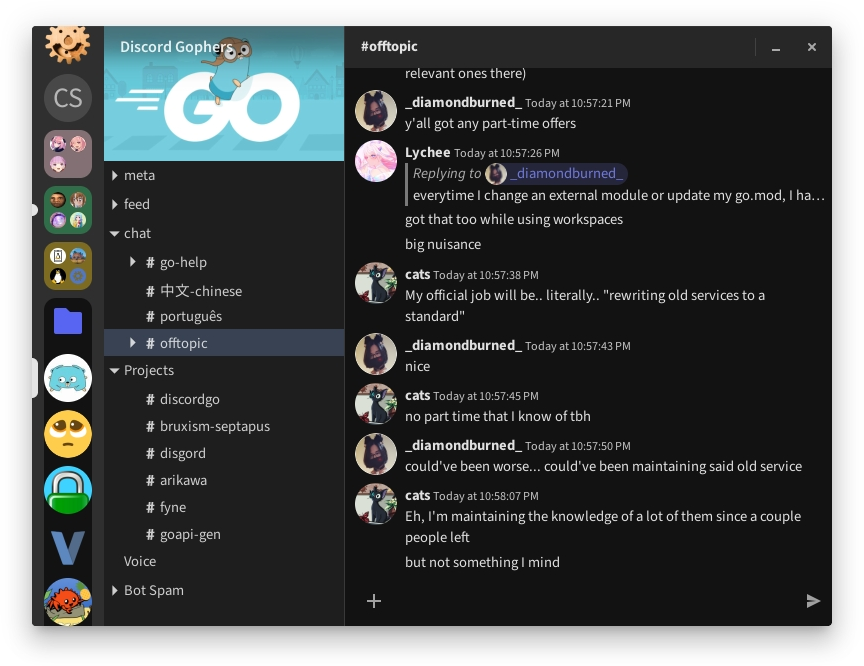 CS
Discord Gophers
GO
meta
feed
chat
# go-help
# 中文-chinese
# português
# offtopic
Projects
# discordgo
# bruxism-septapus
# disgord
# arikawa
# fyne
# goapi-gen
Voice
Bot Spam
#offtopic
relevant ones there)
_diamondburned_ Today at 10:57:21 PM
y'all got any part-time offers
Lychee Today at 10:57:26 PM
Replying to _diamondburned_
everytime I change an external module or update my go.mod, I ha…
got that too while using workspaces
big nuisance
cats Today at 10:57:38 PM
My official job will be.. literally.. "rewriting old services to a
standard"
_diamondburned_ Today at 10:57:43 PM
nice
cats Today at 10:57:45 PM
no part time that I know of tbh
_diamondburned_ Today at 10:57:50 PM
could've been worse... could've been maintaining said old service
cats Today at 10:58:07 PM
Eh, I'm maintaining the knowledge of a lot of them since a couple
people left
but not something I mind